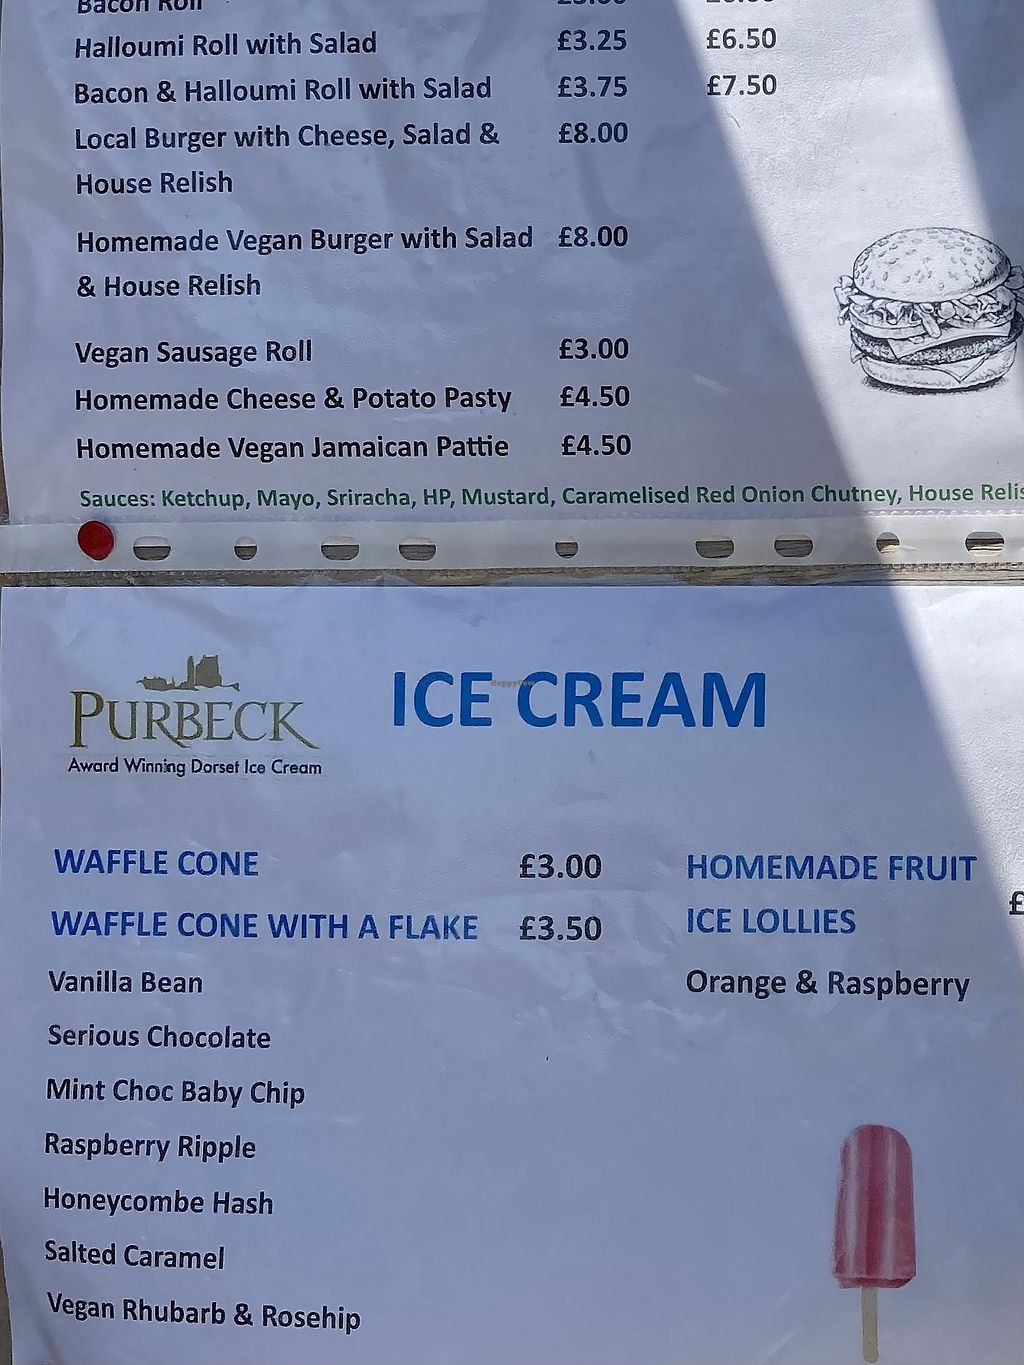 Bacon Roll
Halloumi Roll with Salad £3.25 £6.50
Bacon & Halloumi Roll with Salad £3.75 £7.50
Local Burger with Cheese, Salad & £8.00
House Relish
Homemade Vegan Burger with Salad £8.00
& House Relish
Vegan Sausage Roll £3.00
Homemade Cheese & Potato Pasty £4.50
Homemade Vegan Jamaican Pattie £4.50
Sauces: Ketchup, Mayo, Sriracha, HP, Mustard, Caramelised Red Onion Chutney, House Relis
PURBECK
Award Winning Dorset Ice Cream
ICE CREAM
HappyCow
WAFFLE CONE £3.00
WAFFLE CONE WITH A FLAKE £3.50
Vanilla Bean
Serious Chocolate
Mint Choc Baby Chip
Raspberry Ripple
Honeycombe Hash
Salted Caramel
Vegan Rhubarb & Rosehip
HOMEMADE FRUIT
ICE LOLLIES £
Orange & Raspberry